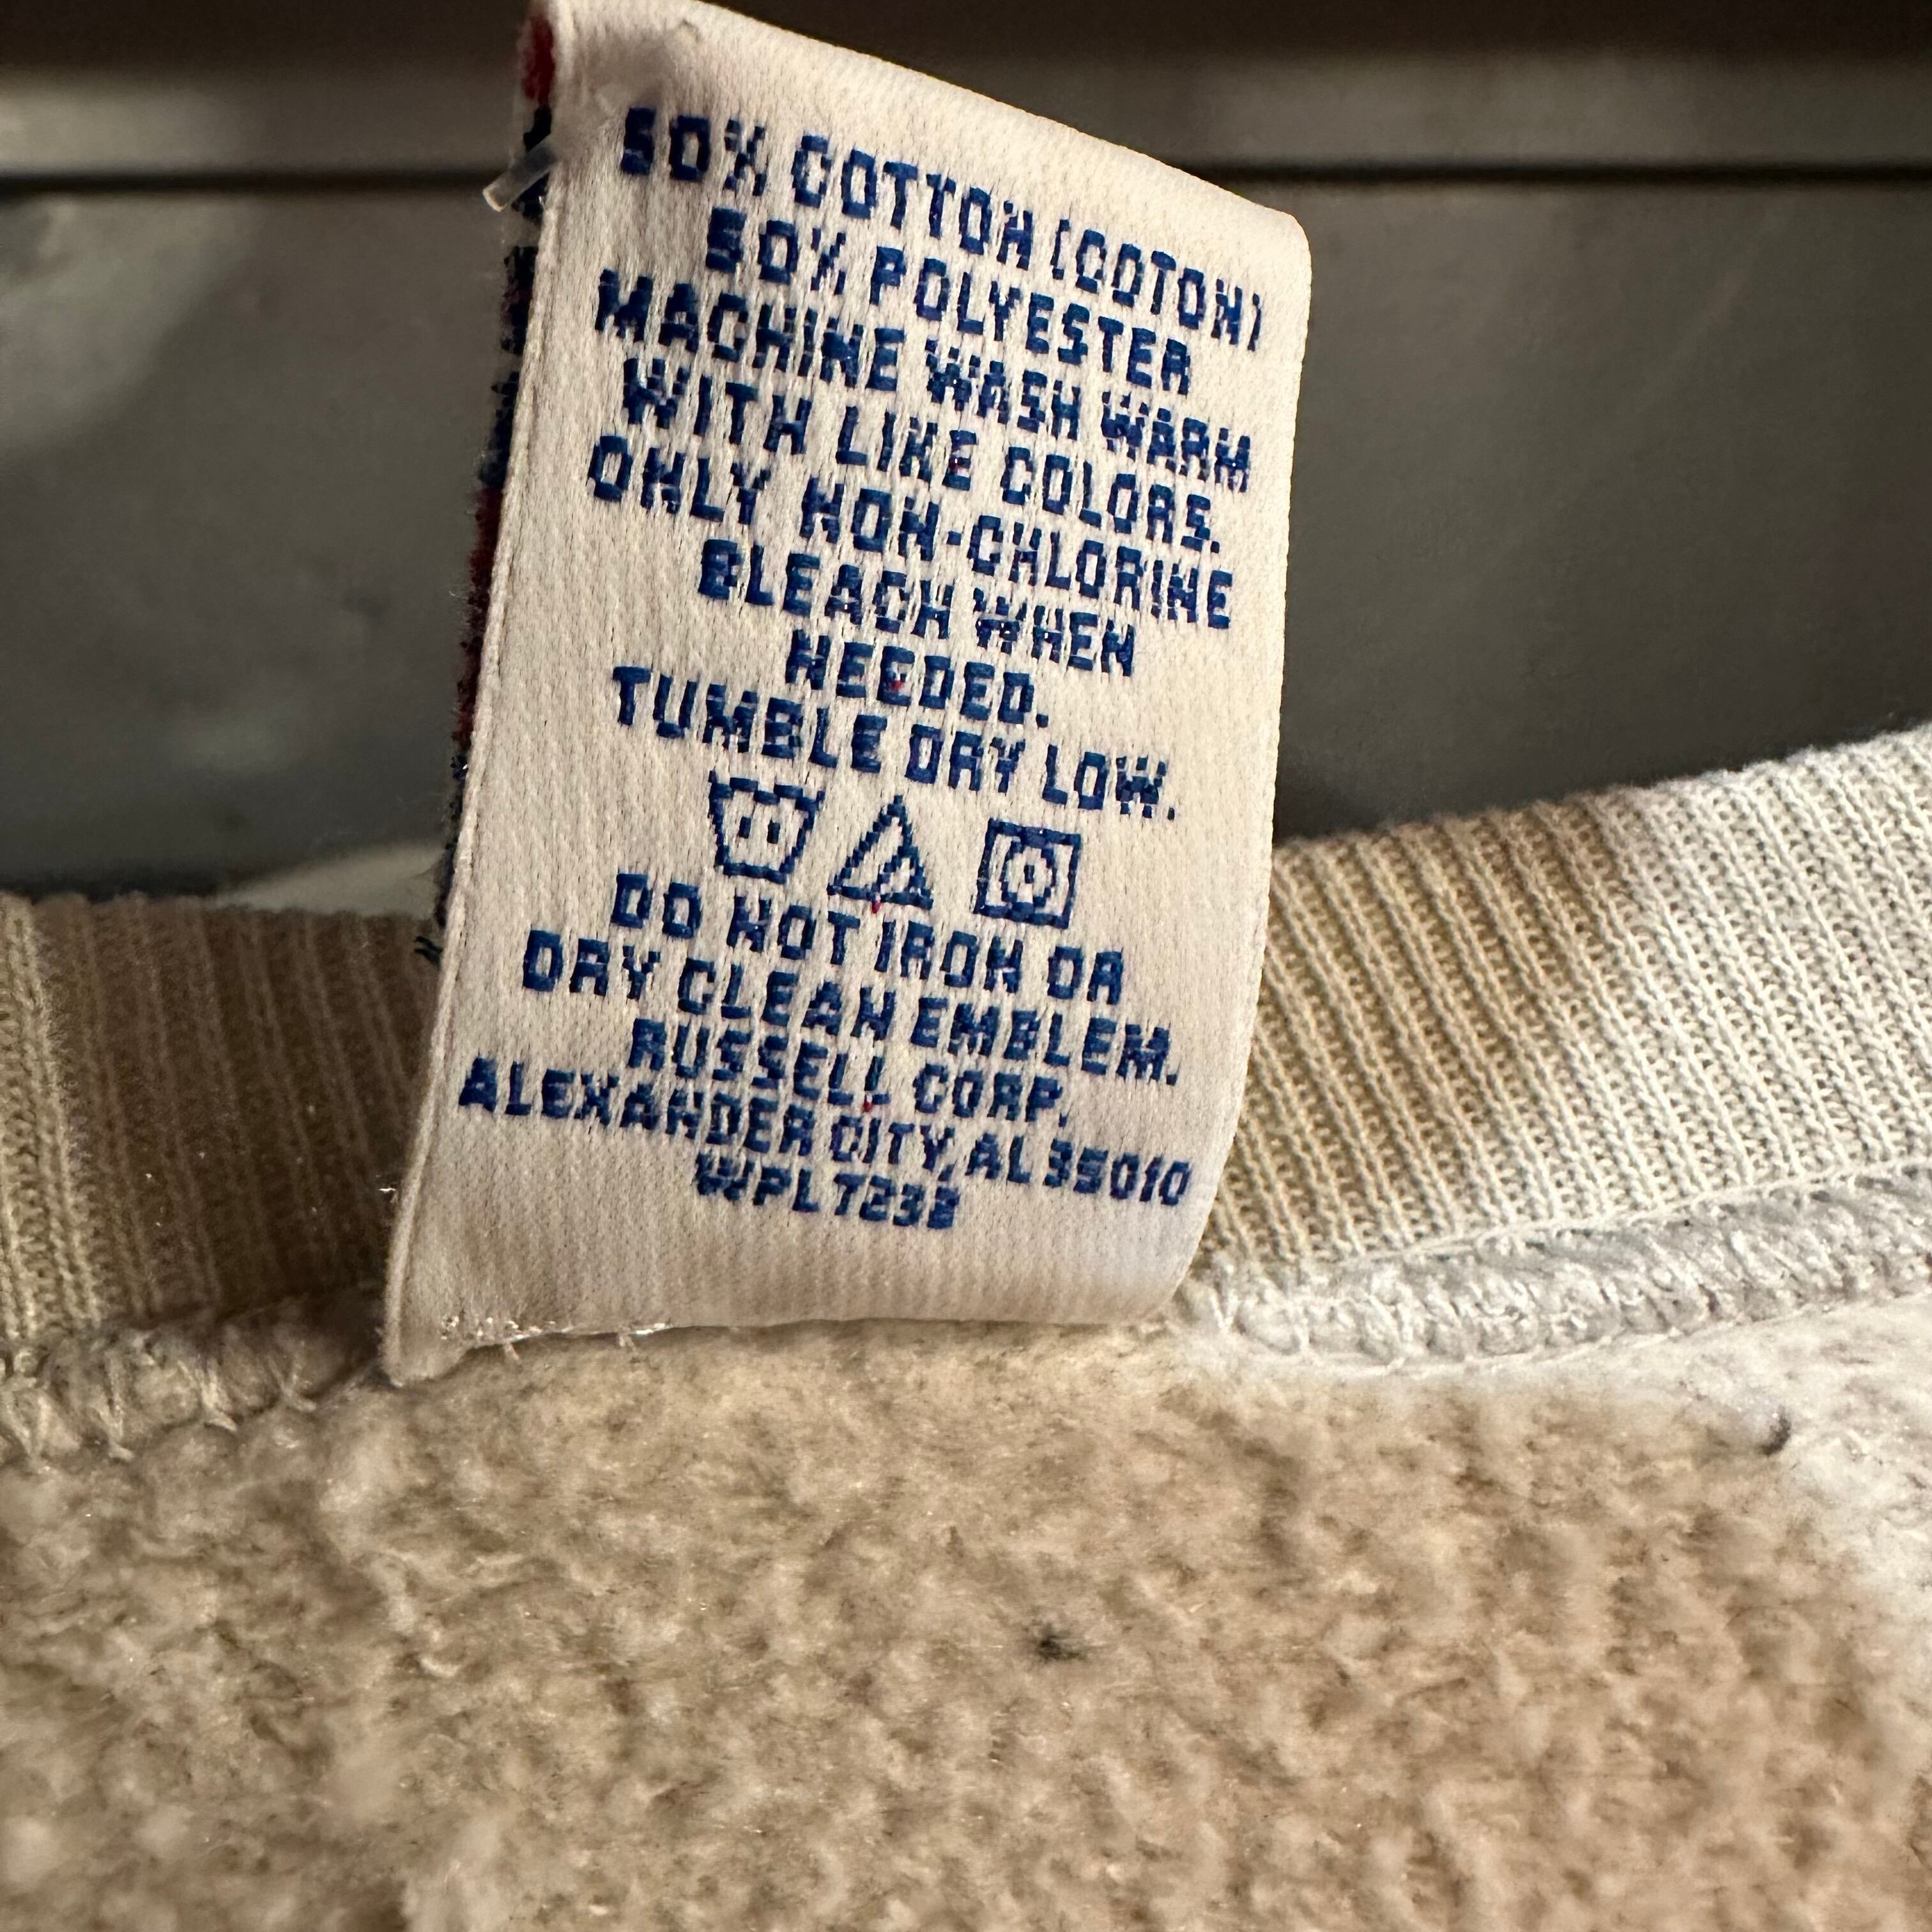 50% COTTON (COTON)
50% POLYESTER
MACHINE WASH WARM
WITH LIKE COLORS.
ONLY NON-CHLORINE
BLEACH WHEN
NEEDED.
TUMBLE DRY LOW.
DO NOT IRON OR
DRY CLEAN EMBLEM.
RUSSELL CORP.
ALEXANDER CITY, AL 35010
WPL 7232